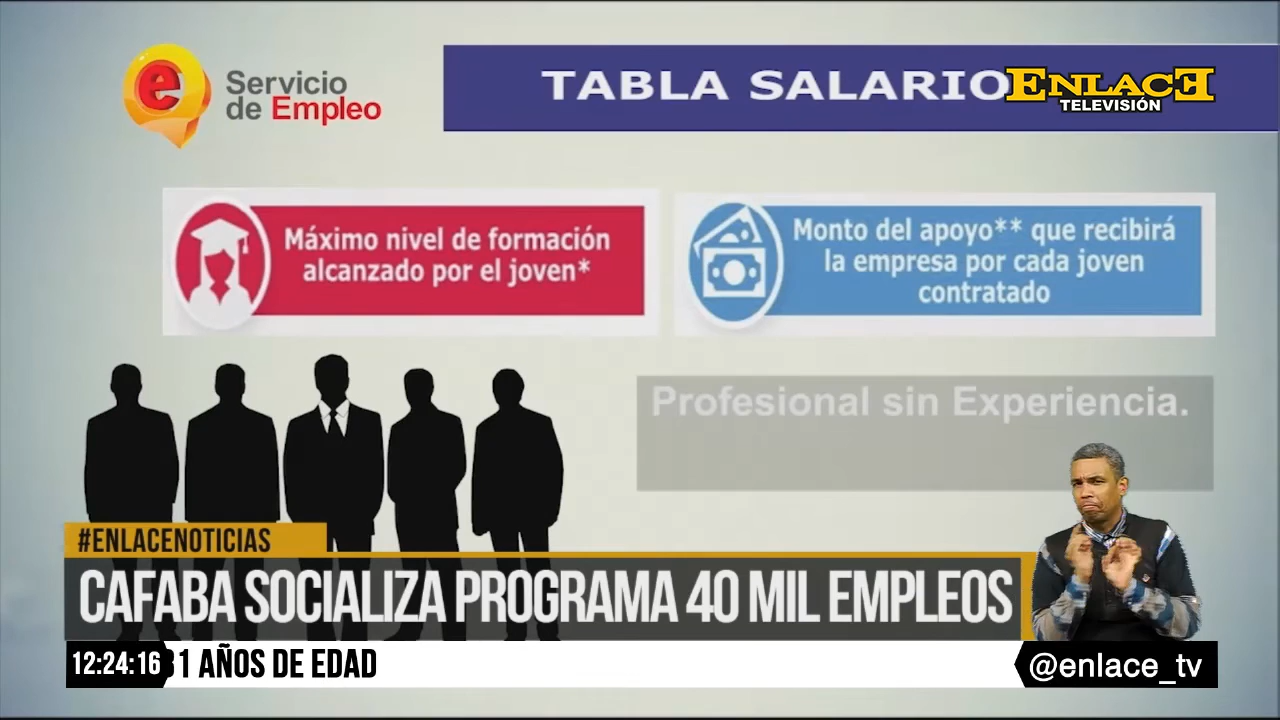 e
Servicio
de Empleo
TABLA SALARIO
ENLACE
TELEVISIÓN
Máximo nivel de formación
alcanzado por el joven*
Monto del apoyo** que recibirá
la empresa por cada joven
contratado
Profesional sin Experiencia.
#ENLACENOTICIAS
CAFABA SOCIALIZA PROGRAMA 40 MIL EMPLEOS
12:24:16
31 AÑOS DE EDAD
@enlace_tv